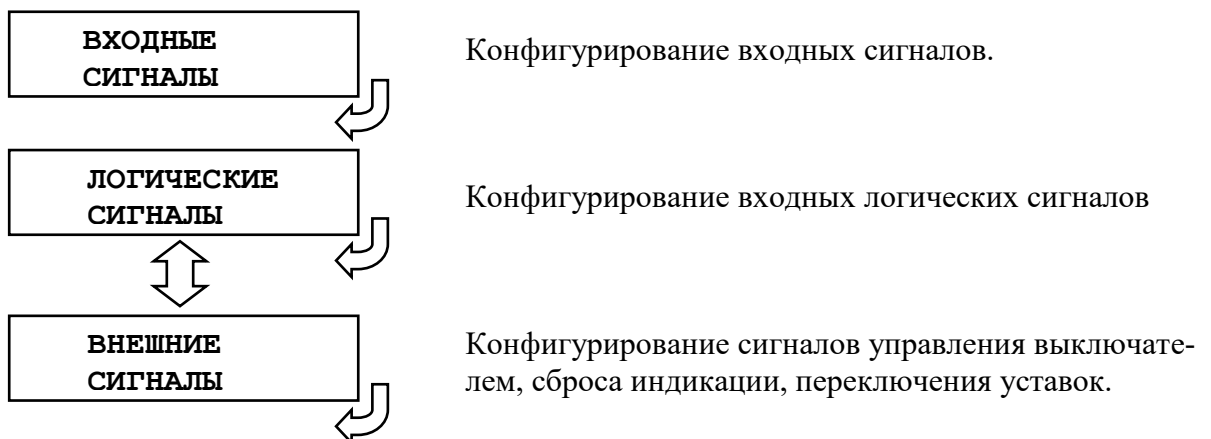 ВХОДНЫЕ
СИГНАЛЫ
Конфигурирование входных сигналов.
ЛОГИЧЕСКИЕ
СИГНАЛЫ
Конфигурирование входных логических сигналов
ВНЕШНИЕ
СИГНАЛЫ
Конфигурирование сигналов управления выключате-
лем, сброса индикации, переключения уставок.